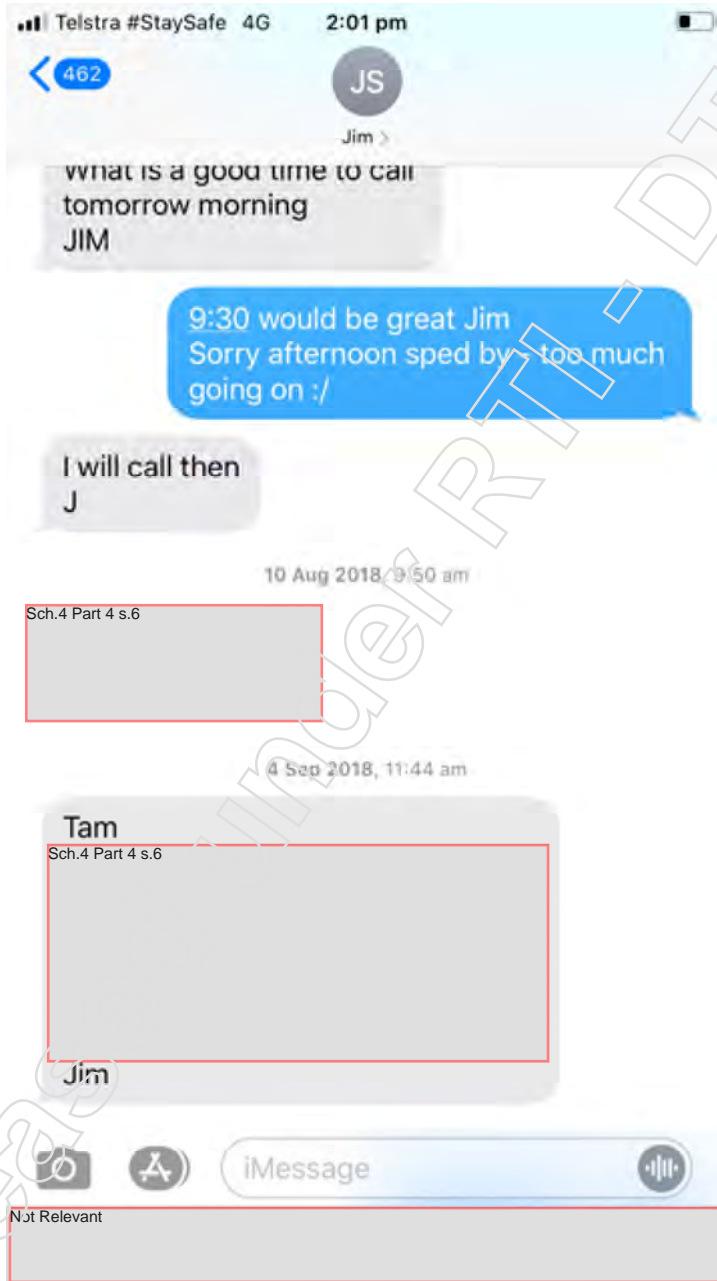 Telstra #StaySafe 4G 2:01 pm
462
JS
Jim >
What is a good time to call
tomorrow morning
JIM
9:30 would be great Jim
Sorry afternoon sped by - too much
going on :/
I will call then
J
10 Aug 2018, 9:50 am
Sch.4 Part 4 s.6
4 Sep 2018, 11:44 am
Tam
Sch.4 Part 4 s.6
Jim
iMessage
Not Relevant
under RTI - DT